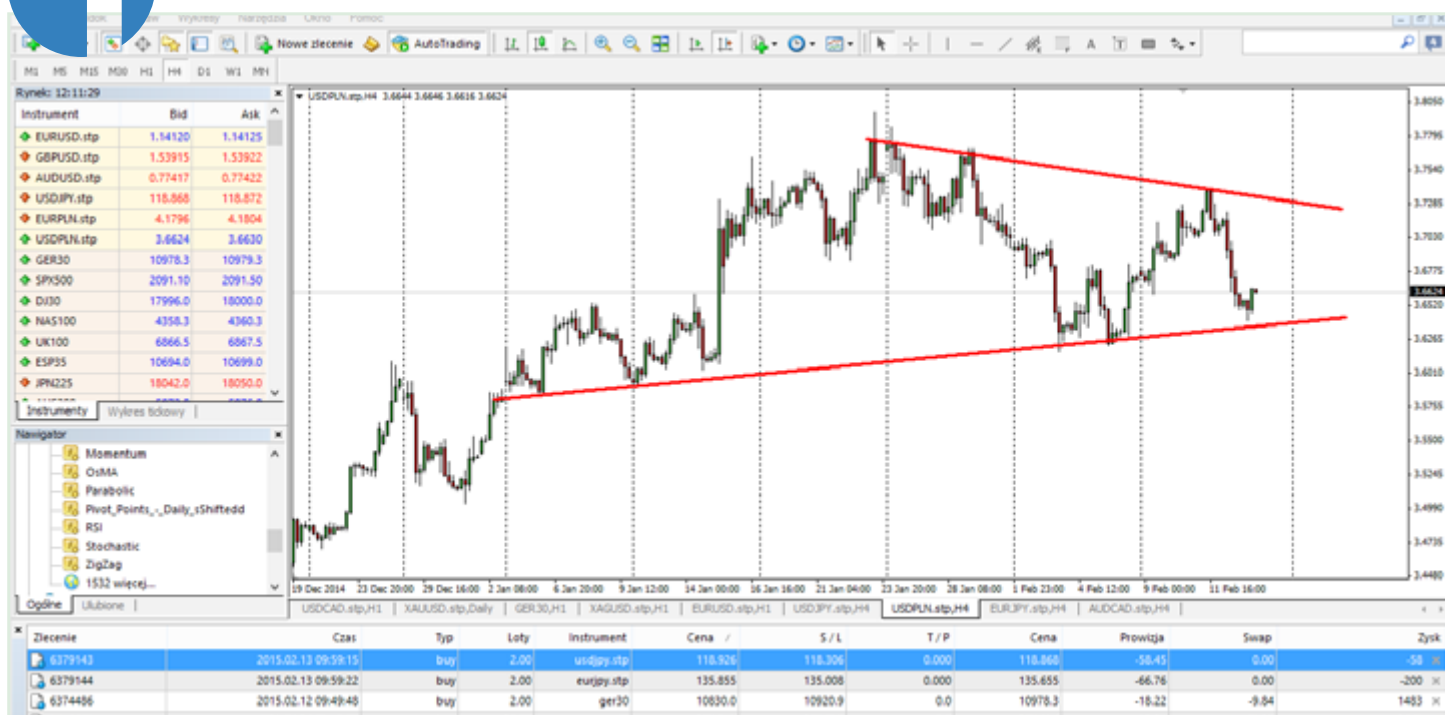 Wykresy Narzędzia Okno Pomoc
Nowe zlecenie AutoTrading
M1 M5 M15 M30 H1 H4 D1 W1 MN
Rynek: 12:11:29
Instrument Bid Ask
EURUSD.stp 1.14120 1.14125
GBPUSD.stp 1.53915 1.53922
AUDUSD.stp 0.77417 0.77422
USDJPY.stp 118.868 118.872
EURPLN.stp 4.1796 4.1804
USDPLN.stp 3.6624 3.6630
GER30 10978.3 10979.3
SPX500 2091.10 2091.50
DJ30 17996.0 18000.0
NAS100 4358.3 4360.3
UK100 6866.5 6867.5
ESP35 10694.0 10699.0
JPN225 18042.0 18050.0
Instrumenty Wykres tickowy
Nawigator
Momentum
OsMA
Parabolic
Pivot_Points_-_Daily_sShiftedd
RSI
Stochastic
ZigZag
1532 więcej...
Ogólne Ulubione
USDPLN.stp,H4 3.6644 3.6646 3.6616 3.6624
3.8050
3.7795
3.7540
3.7285
3.7030
3.6775
3.6624
3.6520
3.6265
3.6010
3.5755
3.5500
3.5245
3.4990
3.4735
3.4480
19 Dec 2014 23 Dec 20:00 29 Dec 16:00 2 Jan 08:00 6 Jan 20:00 9 Jan 12:00 14 Jan 00:00 16 Jan 16:00 21 Jan 04:00 23 Jan 20:00 28 Jan 08:00 1 Feb 23:00 4 Feb 12:00 9 Feb 00:00 11 Feb 16:00
USDCAD.stp,H1 XAUUSD.stp,Daily GER30,H1 XAGUSD.stp,H1 EURUSD.stp,H1 USDJPY.stp,H4 USDPLN.stp,H4 EURJPY.stp,H4 AUDCAD.stp,H4
Zlecenie Czas Typ Loty Instrument Cena / S / L T / P Cena Prowizja Swap Zysk
6379143 2015.02.13 09:59:15 buy 2.00 usdjpy.stp 118.926 118.306 0.000 118.868 -58.45 0.00 -58
6379144 2015.02.13 09:59:22 buy 2.00 eurjpy.stp 135.855 135.008 0.000 135.655 -66.76 0.00 -200
6374486 2015.02.12 09:49:48 buy 2.00 ger30 10830.0 10920.9 0.0 10978.3 -18.22 -9.84 1483